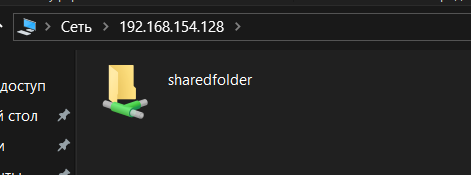 Сеть > 192.168.154.128
sharedfolder
доступ
й стол